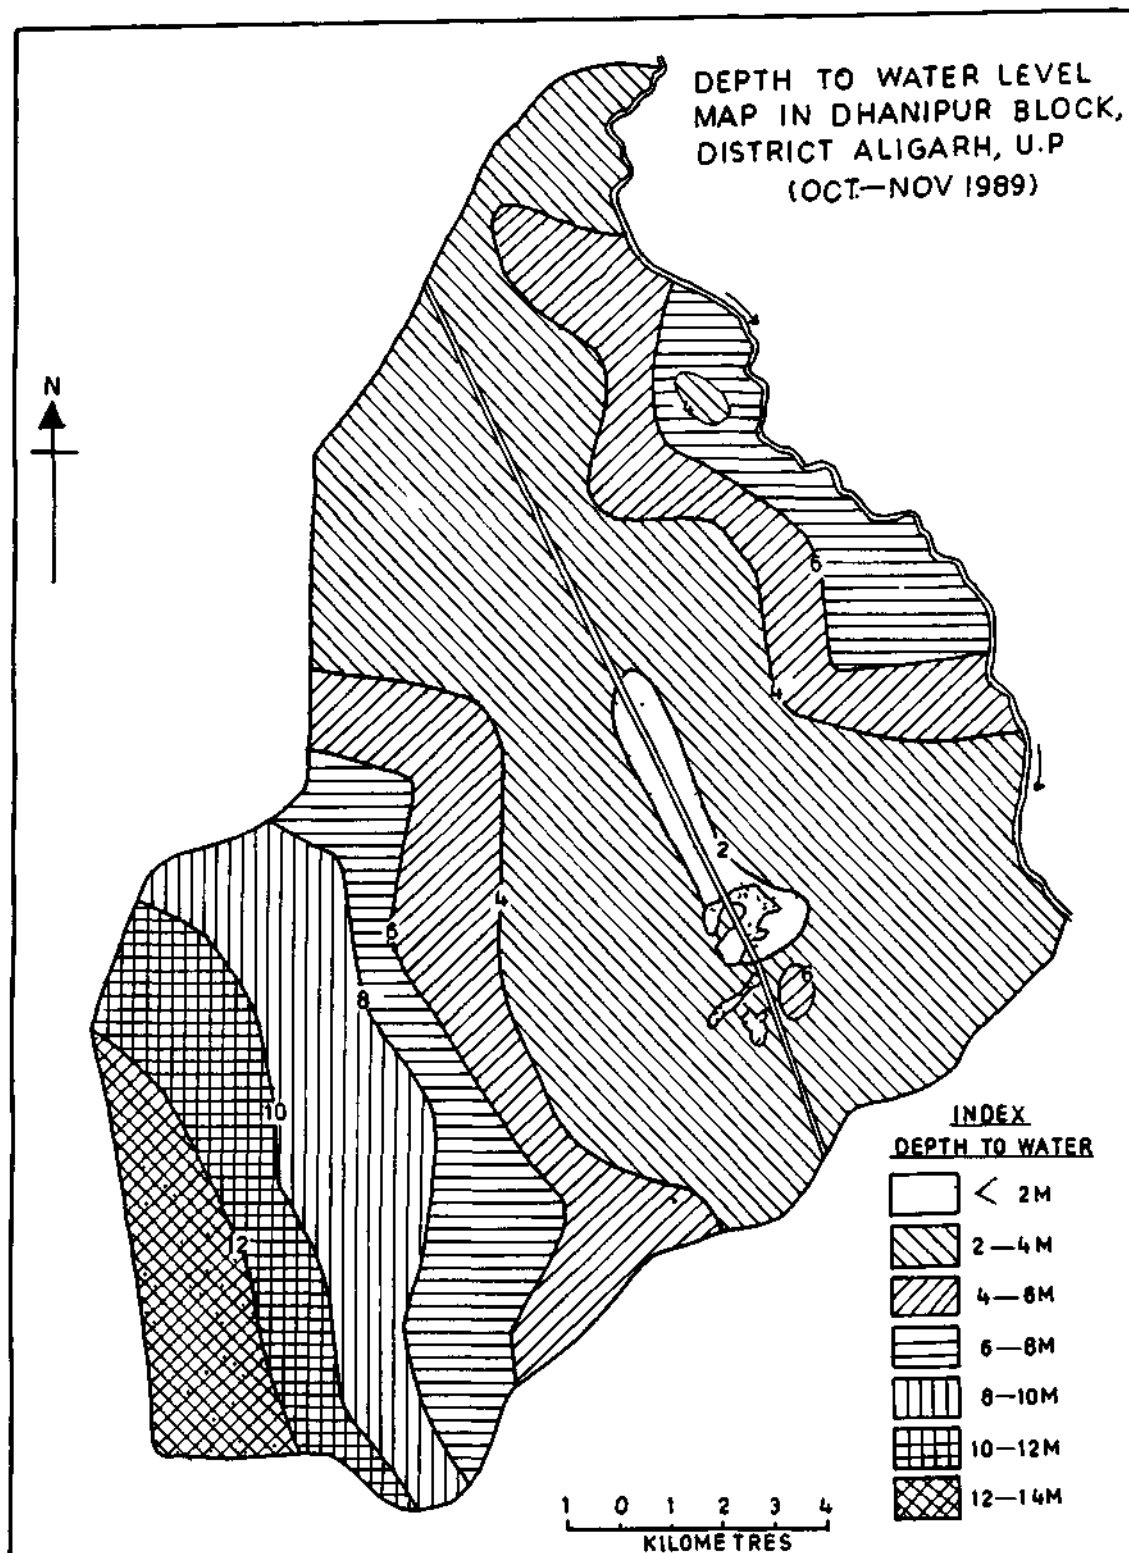 DEPTH TO WATER LEVEL
MAP IN DHANIPUR BLOCK,
DISTRICT ALIGARH, U.P
(OCT.—NOV 1989)
N
4
6
4
2
4
6
6
8
10
12
INDEX
DEPTH TO WATER
< 2M
2—4M
4—6M
6—8M
8—10M
10—12M
12—14M
1 0 1 2 3 4
KILOMETRES